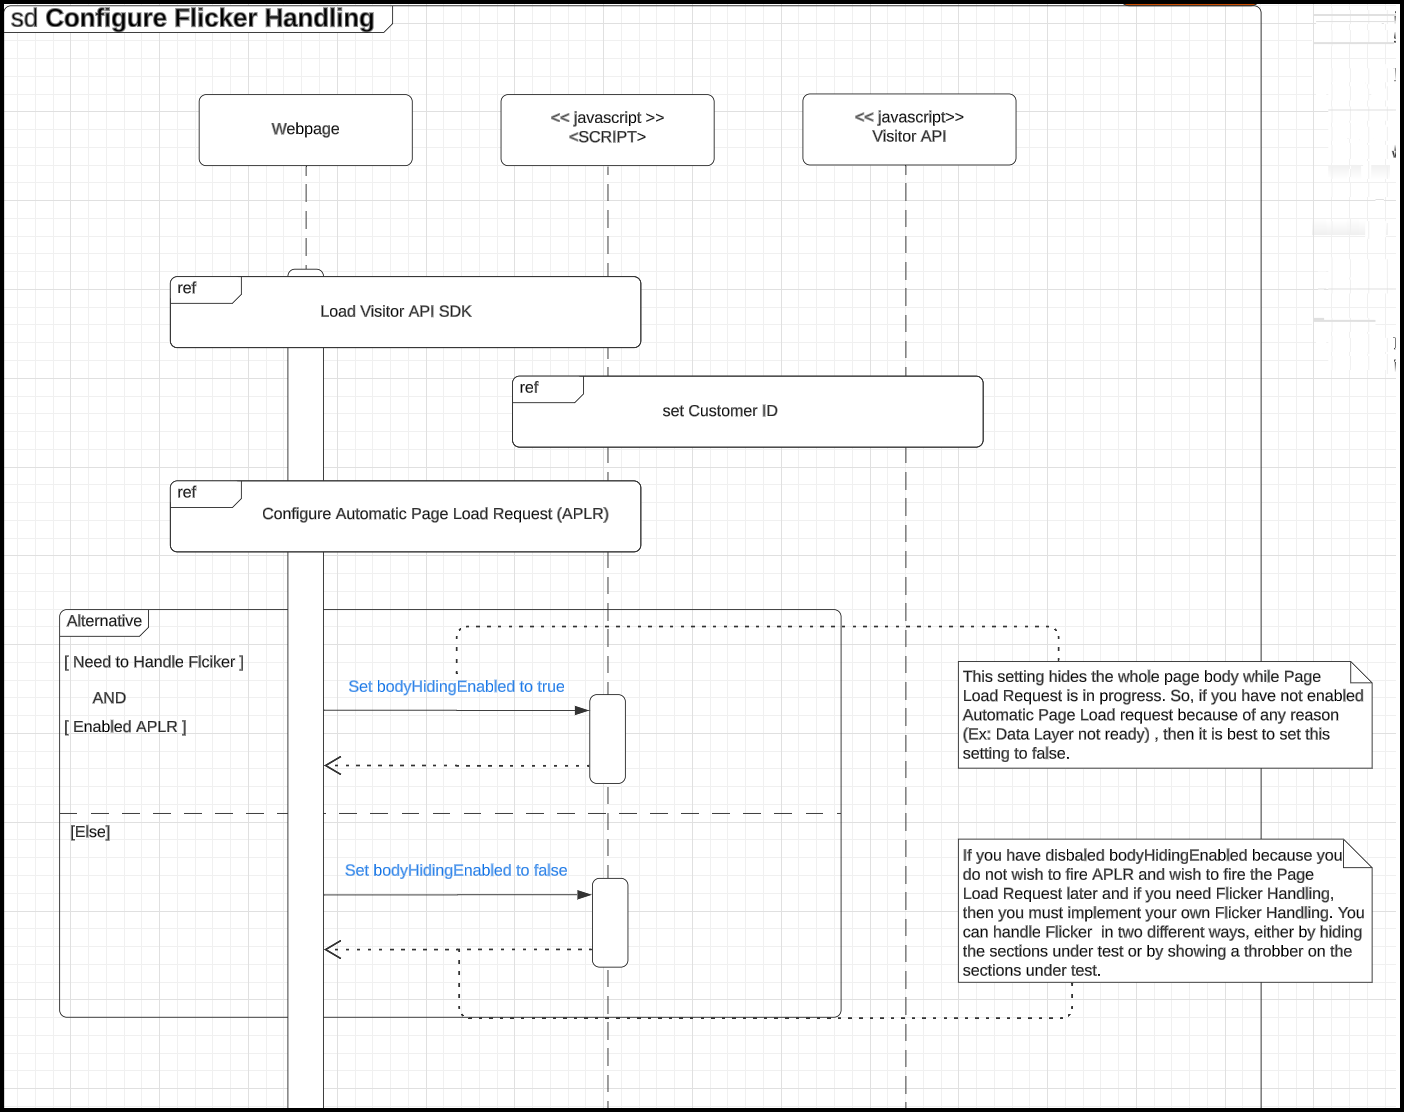 sd Configure Flicker Handling
Webpage
<< javascript >>
<SCRIPT>
<< javascript>>
Visitor API
ref
Load Visitor API SDK
ref
set Customer ID
ref
Configure Automatic Page Load Request (APLR)
Alternative
[ Need to Handle Flciker ]
AND
[ Enabled APLR ]
Set bodyHidingEnabled to true
This setting hides the whole page body while Page
Load Request is in progress. So, if you have not enabled
Automatic Page Load request because of any reason
(Ex: Data Layer not ready) , then it is best to set this
setting to false.
[Else]
Set bodyHidingEnabled to false
If you have disbaled bodyHidingEnabled because you
do not wish to fire APLR and wish to fire the Page
Load Request later and if you need Flicker Handling,
then you must implement your own Flicker Handling. You
can handle Flicker  in two different ways, either by hiding
the sections under test or by showing a throbber on the
sections under test.